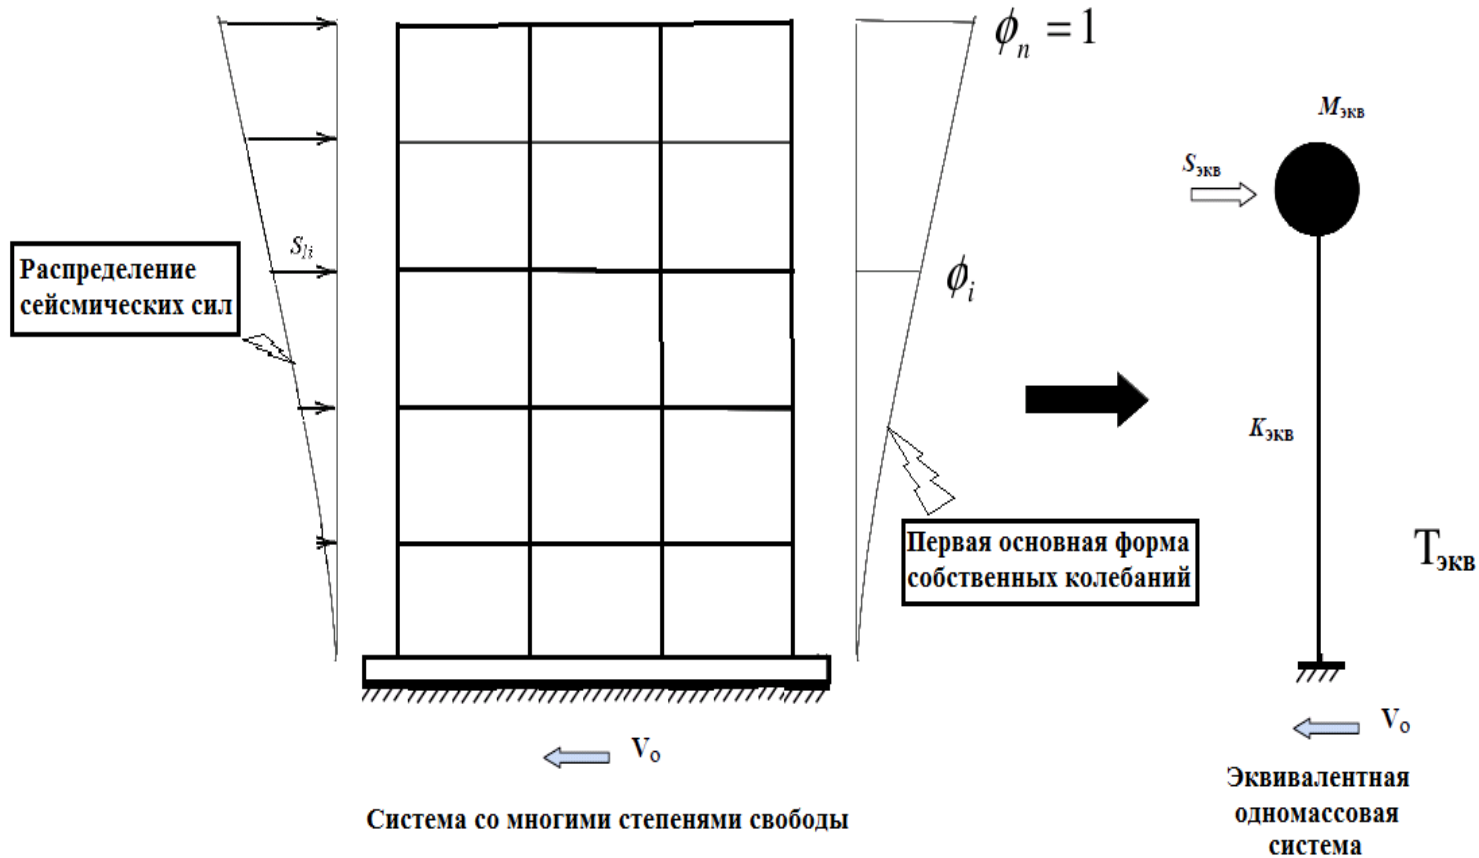 ϕₙ = 1
Mэкв
Sэкв
S₁ᵢ
Распределение
сейсмических сил
ϕᵢ
Kэкв
Первая основная форма
собственных колебаний
Tэкв
Vo
Vo
Система со многими степенями свободы
Эквивалентная
одномассовая
система